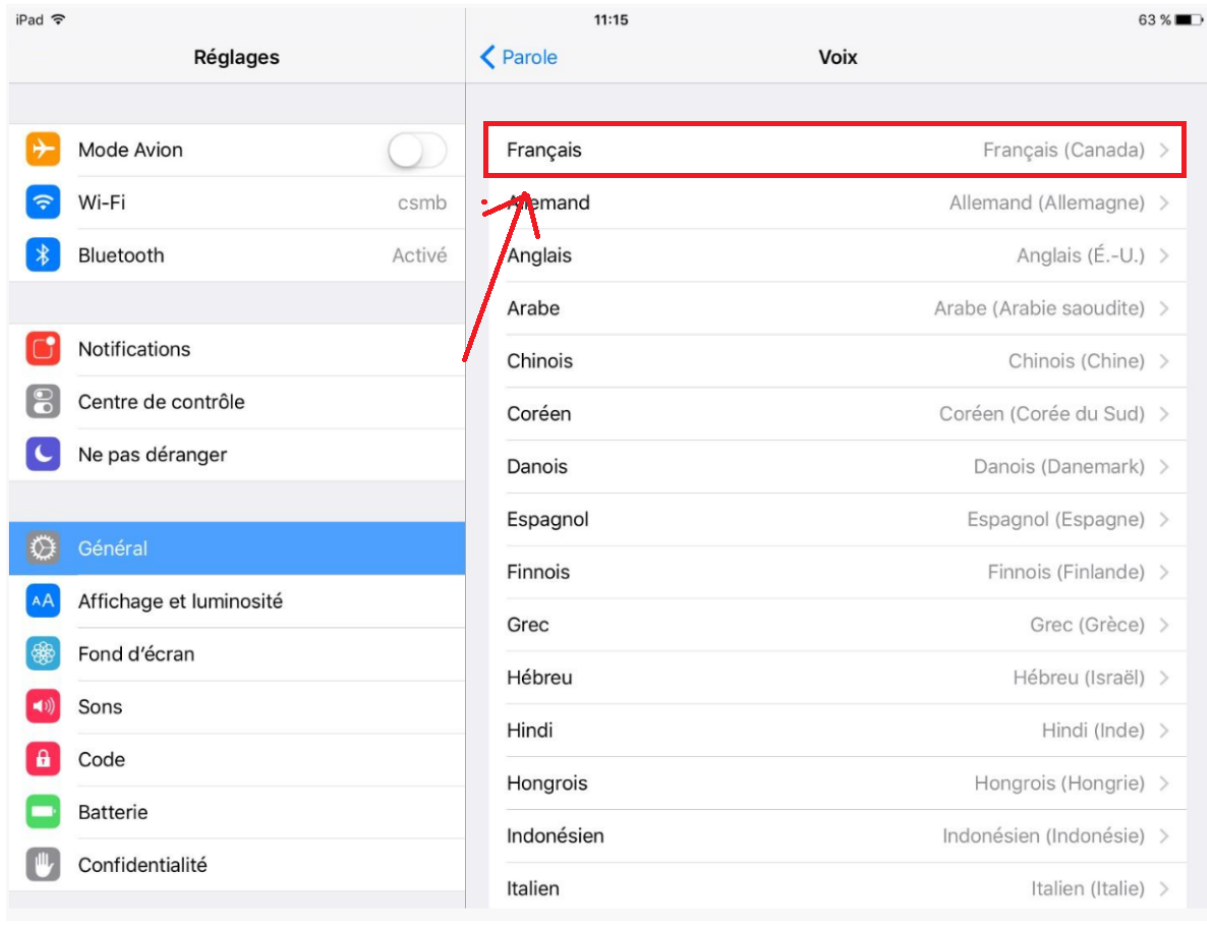 iPad 11:15 63 %
Réglages
Mode Avion
Wi-Fi csmb
Bluetooth Activé
Notifications
Centre de contrôle
Ne pas déranger
Général
Affichage et luminosité
Fond d'écran
Sons
Code
Batterie
Confidentialité
Parole Voix
Français Français (Canada)
Allemand Allemand (Allemagne)
Anglais Anglais (É.-U.)
Arabe Arabe (Arabie saoudite)
Chinois Chinois (Chine)
Coréen Coréen (Corée du Sud)
Danois Danois (Danemark)
Espagnol Espagnol (Espagne)
Finnois Finnois (Finlande)
Grec Grec (Grèce)
Hébreu Hébreu (Israël)
Hindi Hindi (Inde)
Hongrois Hongrois (Hongrie)
Indonésien Indonésien (Indonésie)
Italien Italien (Italie)